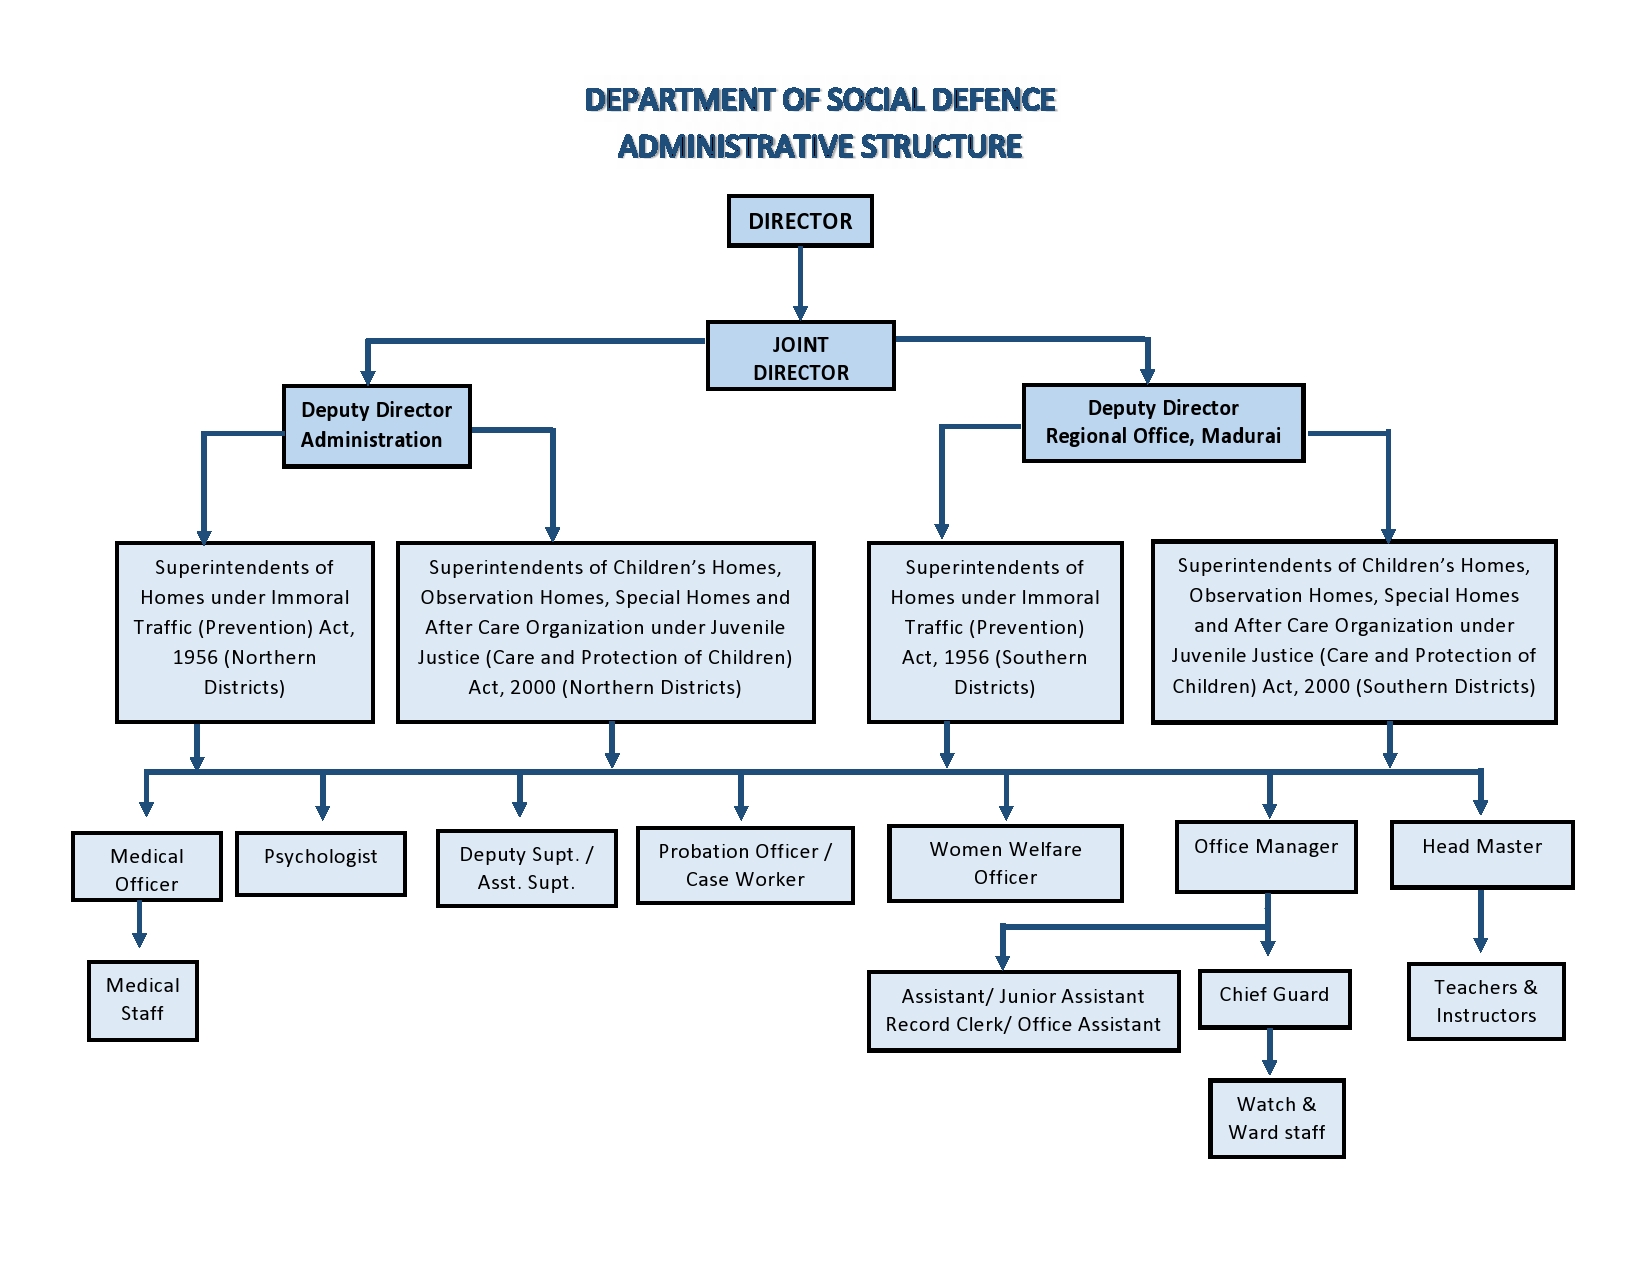 DEPARTMENT OF SOCIAL DEFENCE
ADMINISTRATIVE STRUCTURE
DIRECTOR
JOINT
DIRECTOR
Deputy Director
Administration
Deputy Director
Regional Office, Madurai
Superintendents of
Homes under Immoral
Traffic (Prevention) Act,
1956 (Northern
Districts)
Superintendents of Children’s Homes,
Observation Homes, Special Homes and
After Care Organization under Juvenile
Justice (Care and Protection of Children)
Act, 2000 (Northern Districts)
Superintendents of
Homes under Immoral
Traffic (Prevention)
Act, 1956 (Southern
Districts)
Superintendents of Children’s Homes,
Observation Homes, Special Homes
and After Care Organization under
Juvenile Justice (Care and Protection of
Children) Act, 2000 (Southern Districts)
Medical
Officer
Psychologist
Deputy Supt. /
Asst. Supt.
Probation Officer /
Case Worker
Women Welfare
Officer
Office Manager
Head Master
Medical
Staff
Assistant/ Junior Assistant
Record Clerk/ Office Assistant
Chief Guard
Teachers &
Instructors
Watch &
Ward staff